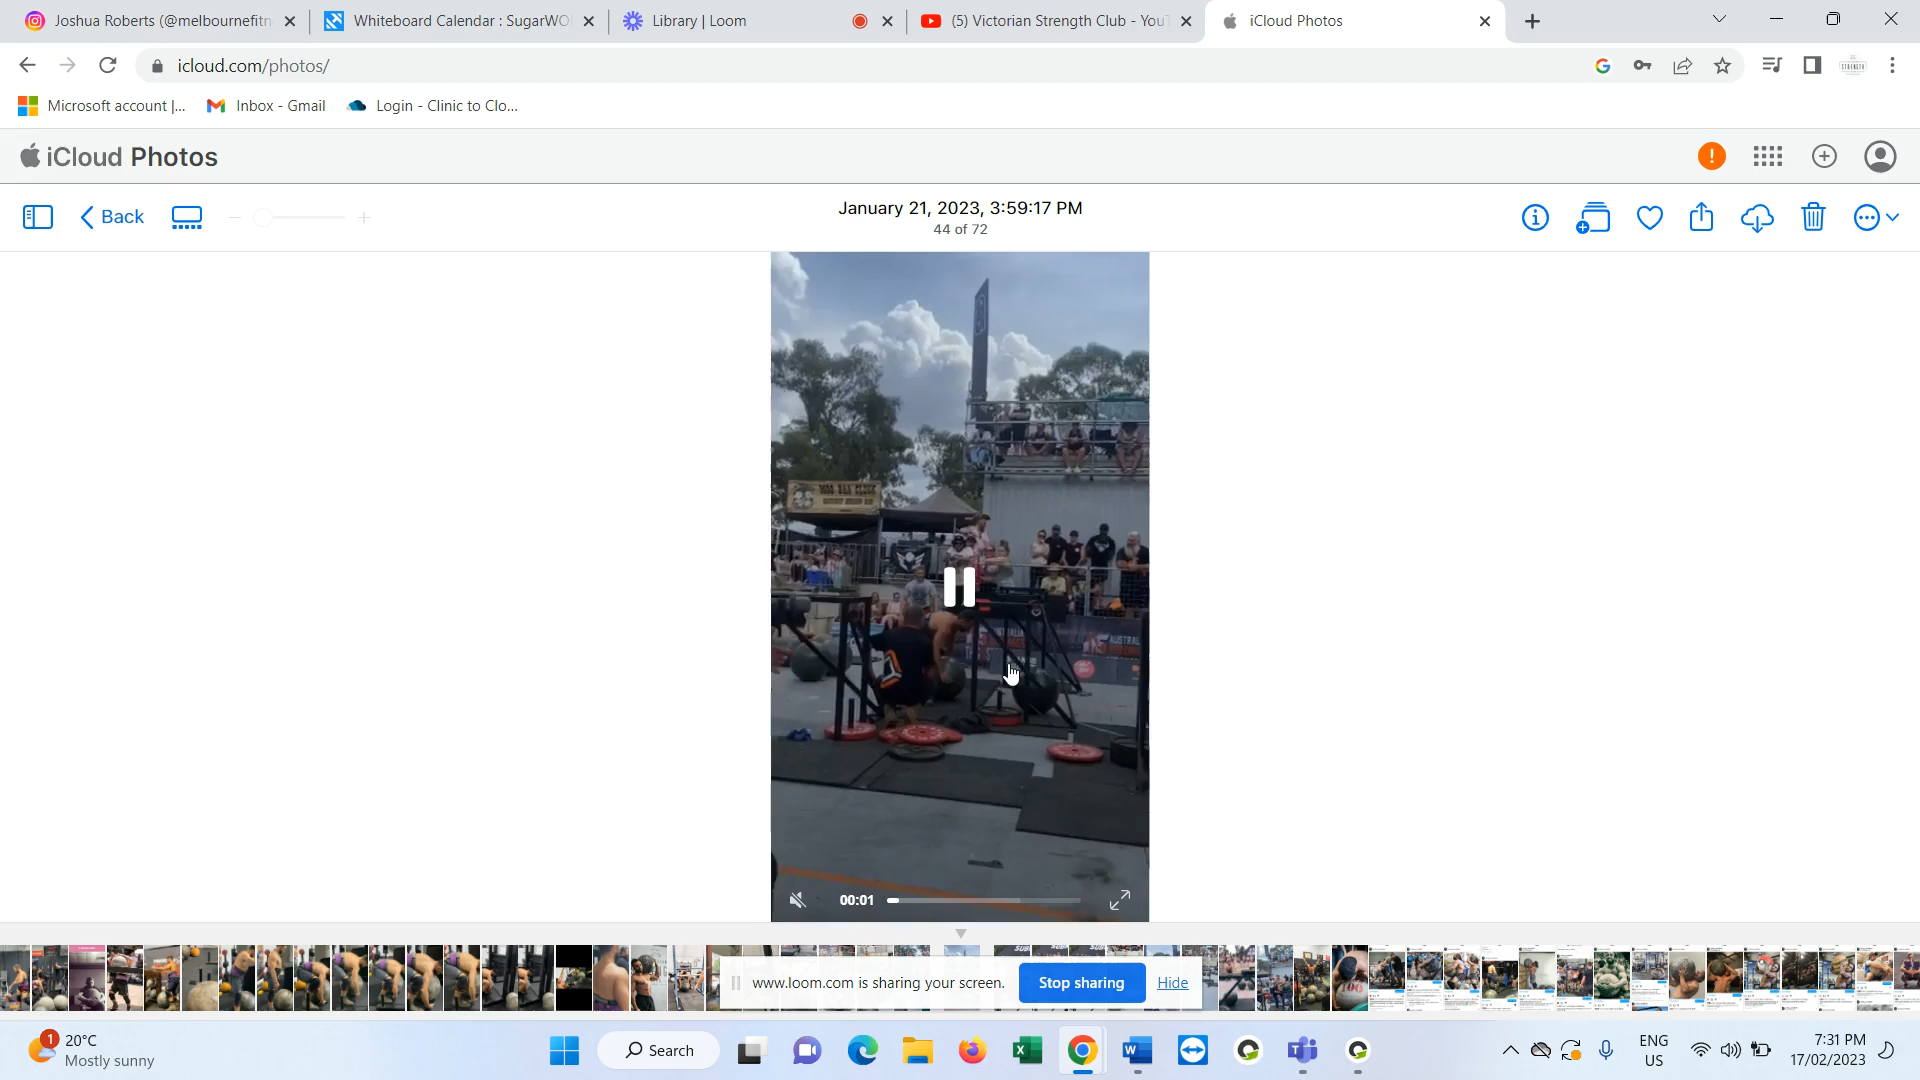 Joshua Roberts (@melbournefitn
Whiteboard Calendar : SugarWO
Library | Loom
(5) Victorian Strength Club - YouT
iCloud Photos
icloud.com/photos/
STRENGTH
Microsoft account |...
Inbox - Gmail
Login - Clinic to Clo...
iCloud Photos
!
Back
January 21, 2023, 3:59:17 PM
44 of 72
00:01
www.loom.com is sharing your screen.
Stop sharing
Hide
1
20°C
Mostly sunny
Search
ENG
US
7:31 PM
17/02/2023